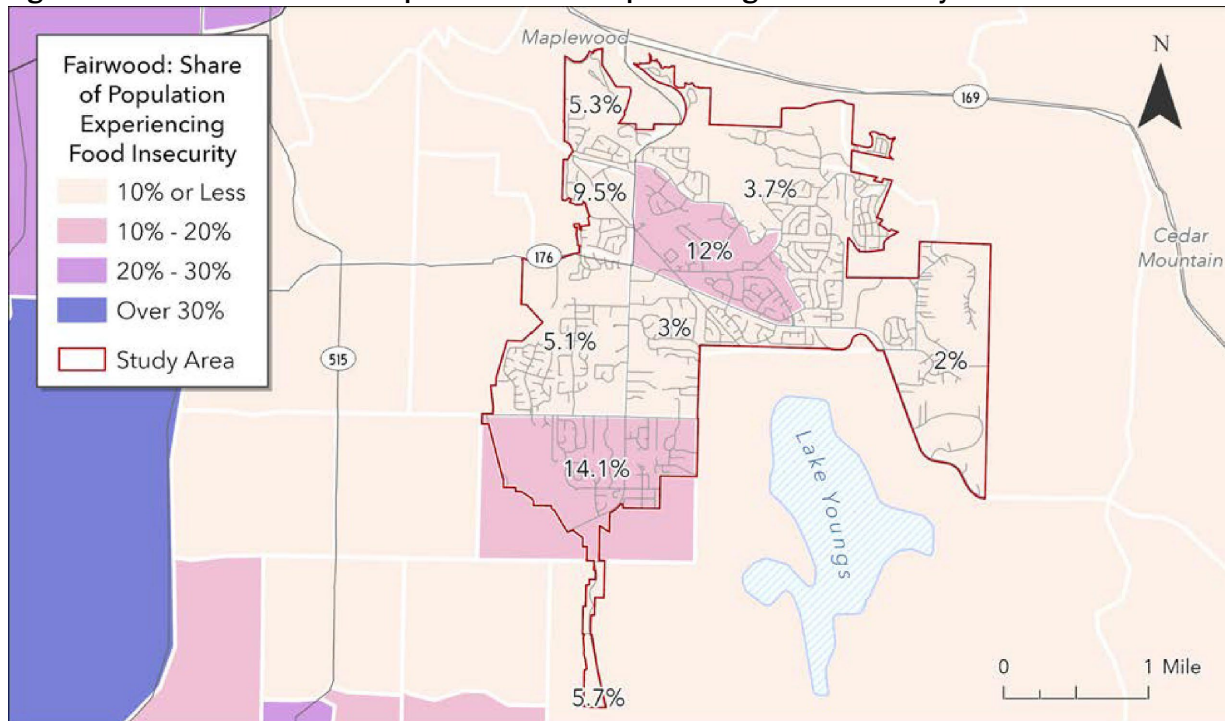 Fairwood: Share
of Population
Experiencing
Food Insecurity
10% or Less
10% - 20%
20% - 30%
Over 30%
Study Area
Maplewood
N
169
5.3%
9.5%
3.7%
12%
176
Cedar
Mountain
5.1%
3%
2%
515
14.1%
Lake Youngs
5.7%
0
1 Mile